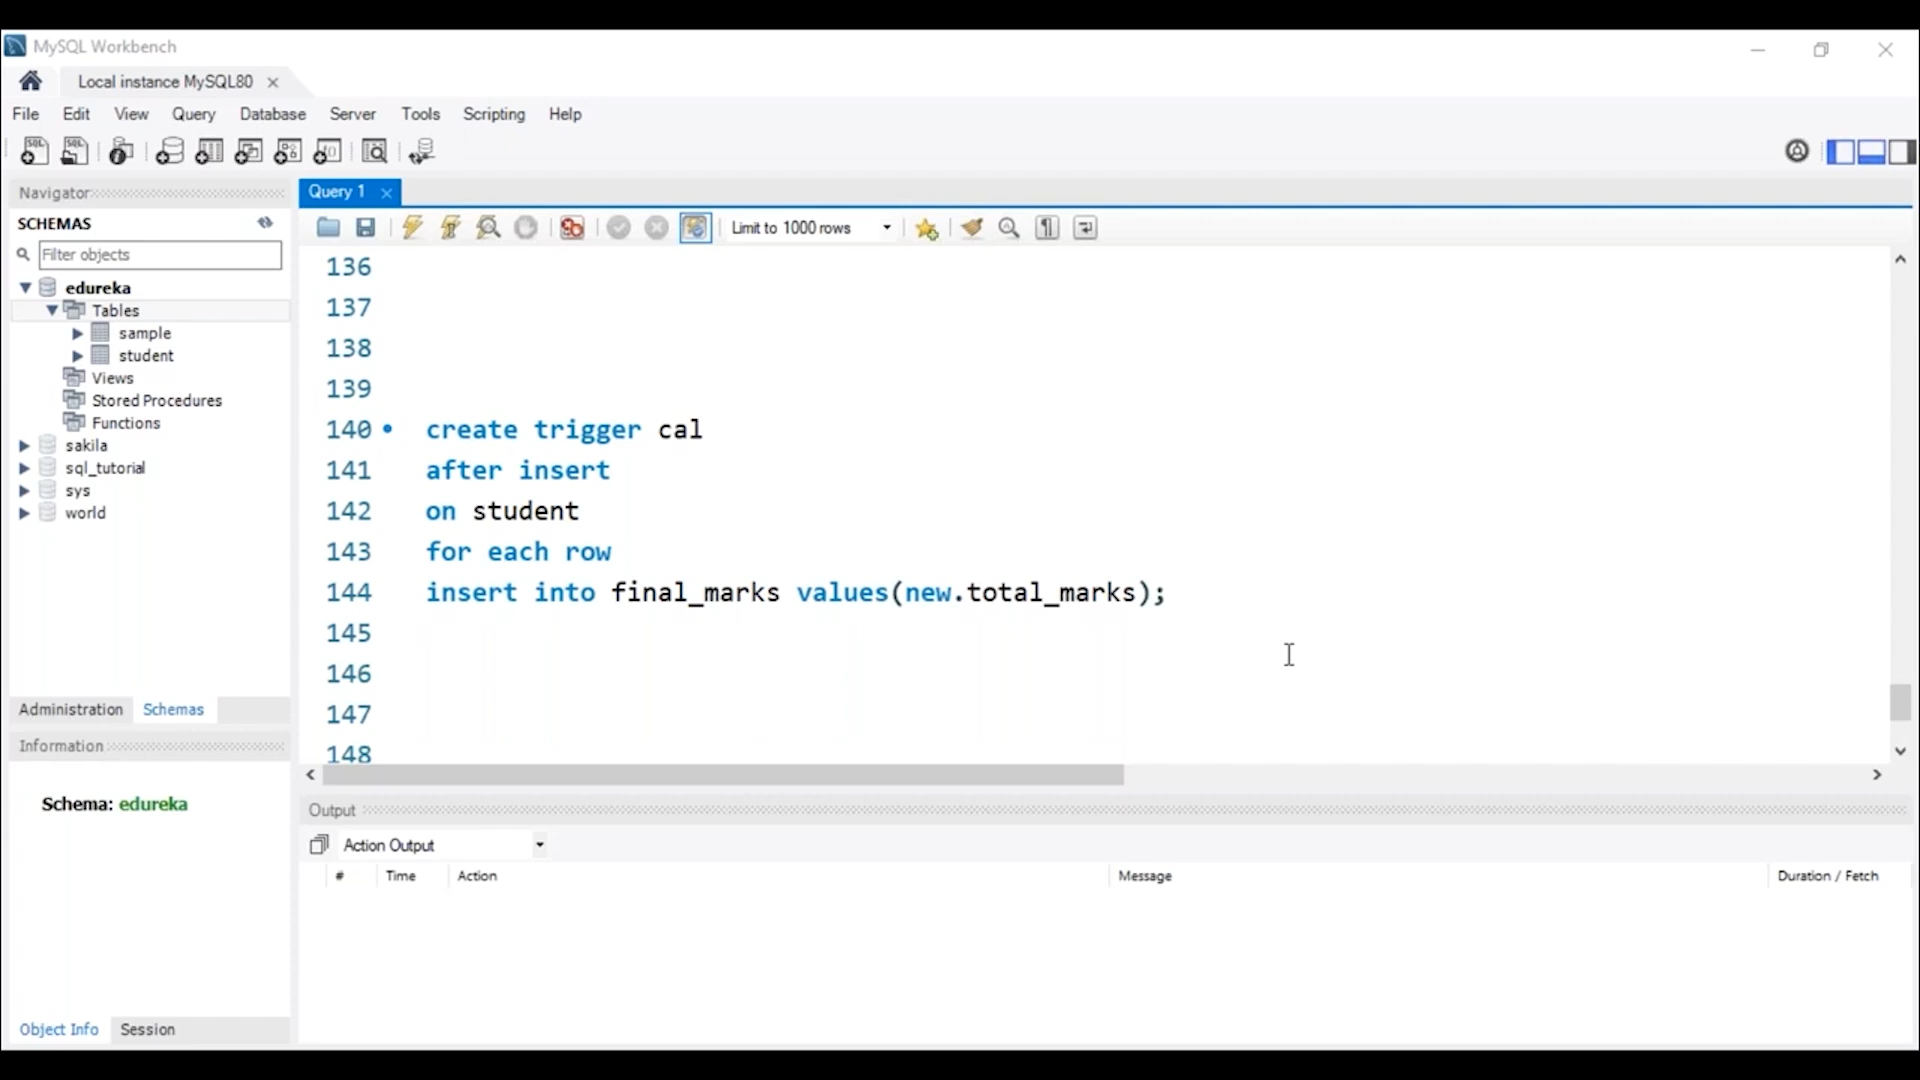 MySQL Workbench
Local instance MySQL80
File Edit View Query Database Server Tools Scripting Help
Navigator
SCHEMAS
Filter objects
edureka
Tables
sample
student
Views
Stored Procedures
Functions
sakila
sql_tutorial
sys
world
Administration Schemas
Information
Schema: edureka
Object Info Session
Query 1
Limit to 1000 rows
136
137
138
139
140 create trigger cal
141 after insert
142 on student
143 for each row
144 insert into final_marks values(new.total_marks);
145
146
147
148
Output
Action Output
# Time Action Message Duration / Fetch